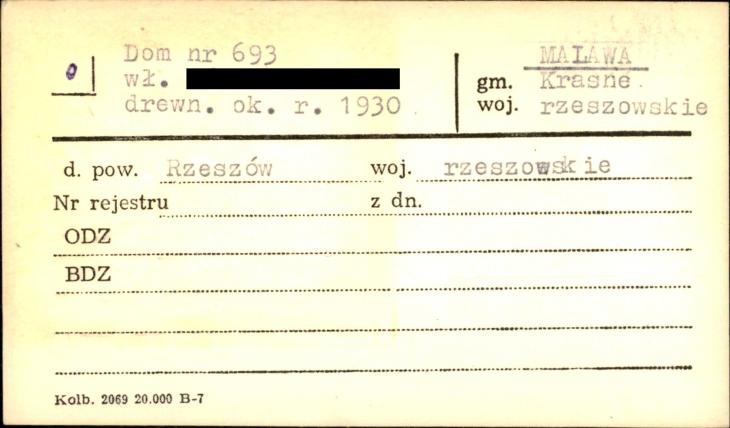 0
Dom nr 693
wł.
drewn. ok. r. 1930
MALAWA
gm. Krasne
woj. rzeszowskie
d. pow. Rzeszów woj. rzeszowskie
Nr rejestru z dn.
ODZ
BDZ
Kolb. 2069 20.000 B-7